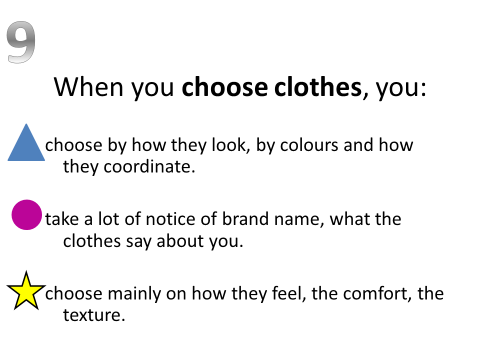 9
When you choose clothes, you:
choose by how they look, by colours and how
they coordinate.
take a lot of notice of brand name, what the
clothes say about you.
choose mainly on how they feel, the comfort, the
texture.